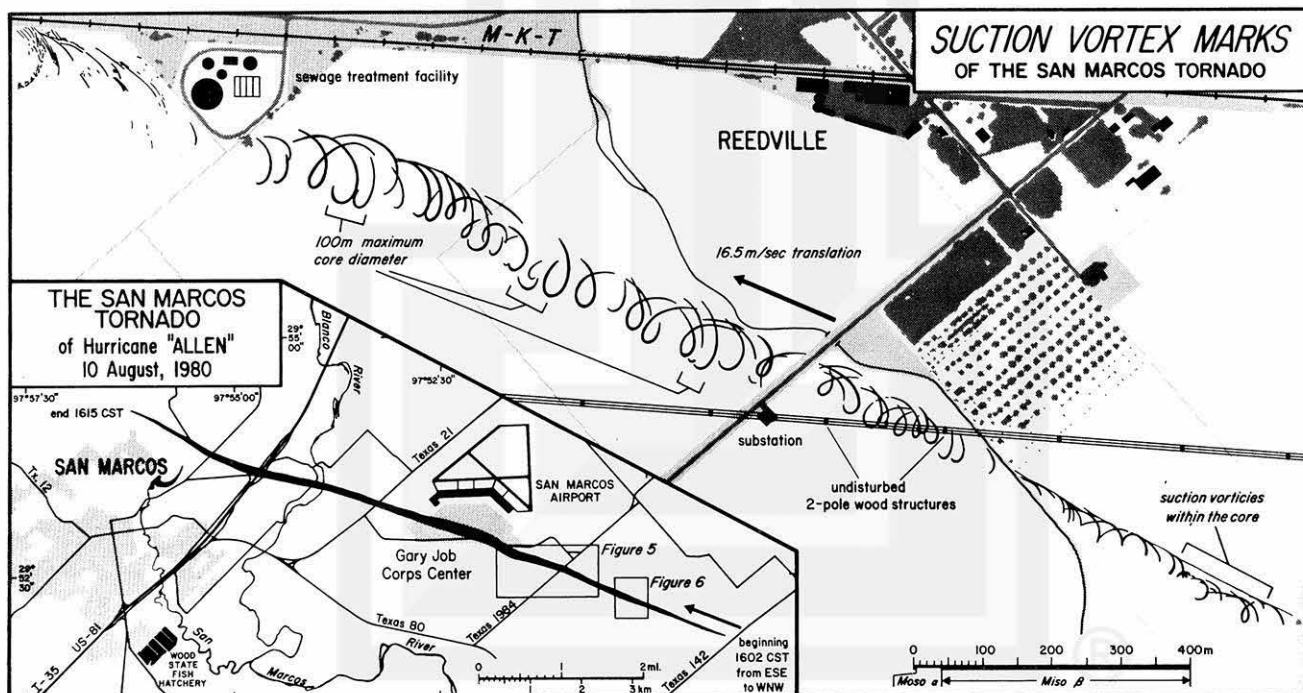 SUCTION VORTEX MARKS
OF THE SAN MARCOS TORNADO
M-K-T
sewage treatment facility
REEDVILLE
100m maximum
core diameter
16.5 m/sec translation
substation
undisturbed
2-pole wood structures
suction vorticies
within the core
0 100 200 300 400m
Moso α Miso β
THE SAN MARCOS
TORNADO
of Hurricane "ALLEN"
10 August, 1980
97°57'30"
97°55'00"
97°52'30"
29°
55'
00"
29°
52'
30"
end 1615 CST
Blanco
River
SAN MARCOS
Tx. 12
Texas 21
SAN MARCOS
AIRPORT
Gary Job
Corps Center
Figure 5
Figure 6
Texas 1984
Texas 80
Texas 142
I-35
US-81
WOOD
STATE
FISH
HATCHERY
San
Marcos
River
0 1 2 mi.
3 km
beginning
1602 CST
from ESE
to WNW
®